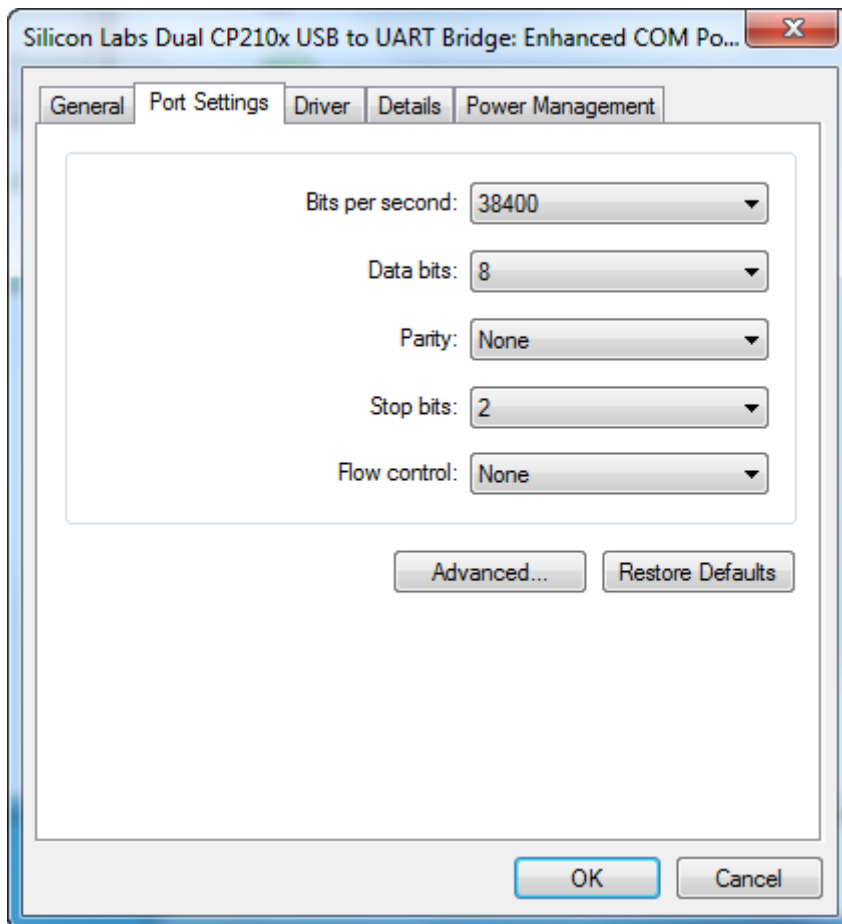 Silicon Labs Dual CP210x USB to UART Bridge: Enhanced COM Po...
General Port Settings Driver Details Power Management
Bits per second: 38400
Data bits: 8
Parity: None
Stop bits: 2
Flow control: None
Advanced... Restore Defaults
OK Cancel